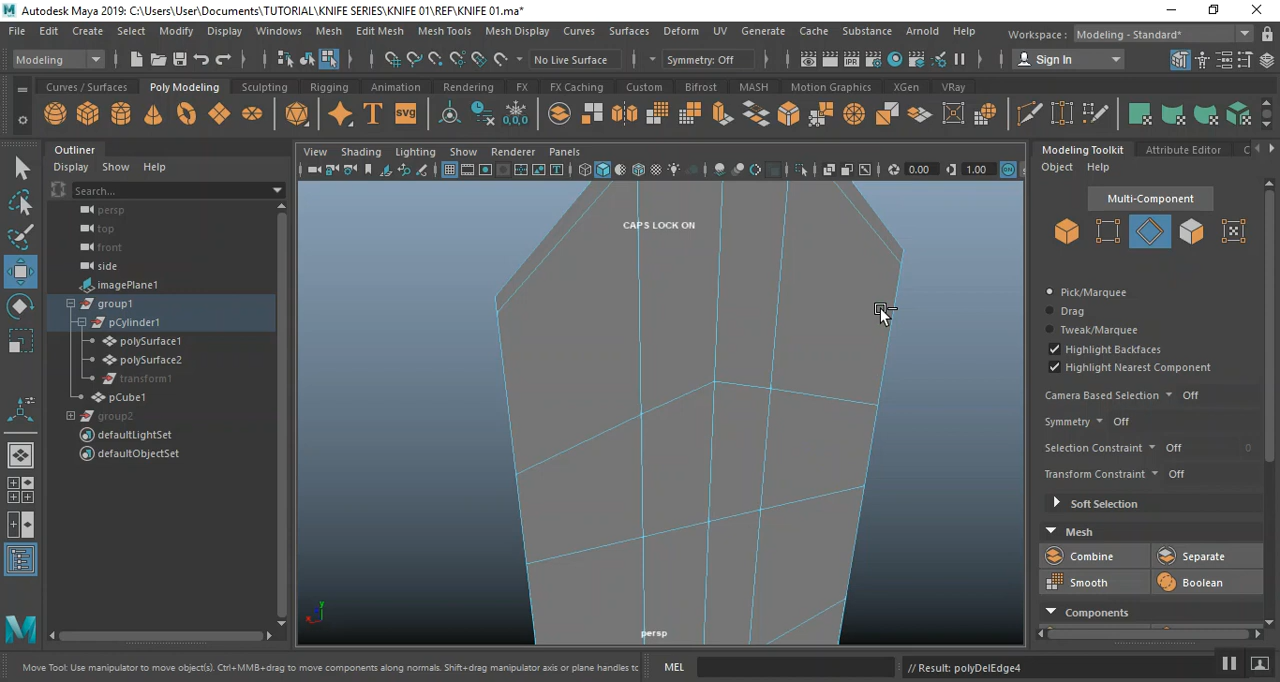 Autodesk Maya 2019: C:\Users\User\Documents\TUTORIAL\KNIFE SERIES\KNIFE 01\REF\KNIFE 01.ma*
File Edit Create Select Modify Display Windows Mesh Edit Mesh Mesh Tools Mesh Display Curves Surfaces Deform UV Generate Cache Substance Arnold Help Workspace : Modeling - Standard*
Modeling No Live Surface Symmetry: Off Sign In
Curves / Surfaces Poly Modeling Sculpting Rigging Animation Rendering FX FX Caching Custom Bifrost MASH Motion Graphics XGen VRay
T SVG 0,0,0
Outliner
Display Show Help
Search...
persp
top
front
side
imagePlane1
group1
pCylinder1
polySurface1
polySurface2
transform1
pCube1
group2
defaultLightSet
defaultObjectSet
View Shading Lighting Show Renderer Panels
0.00 1.00
CAPS LOCK ON
persp
Modeling Toolkit Attribute Editor C
Object Help
Multi-Component
Pick/Marquee
Drag
Tweak/Marquee
Highlight Backfaces
Highlight Nearest Component
Camera Based Selection Off
Symmetry Off
Selection Constraint Off 0
Transform Constraint Off
Soft Selection
Mesh
Combine Separate
Smooth Boolean
Components
Move Tool: Use manipulator to move object(s). Ctrl+MMB+drag to move components along normals. Shift+drag manipulator axis or plane handles to
MEL
// Result: polyDelEdge4